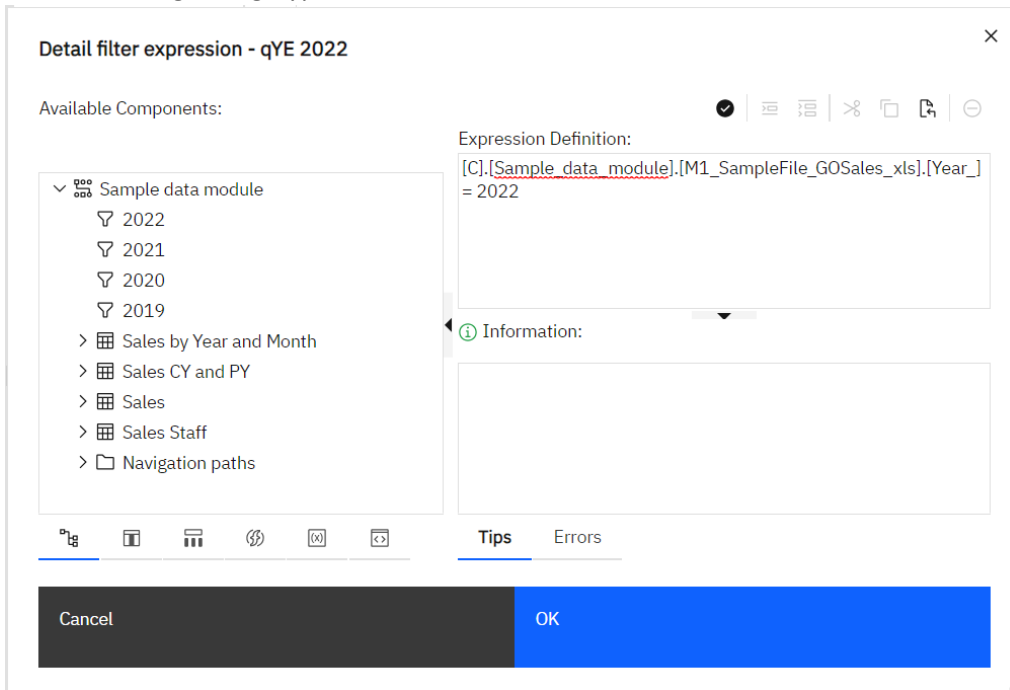 Detail filter expression - qYE 2022
Available Components:
Expression Definition:
[C].[Sample_data_module].[M1_SampleFile_GOSales_xls].[Year_]
= 2022
Sample data module
2022
2021
2020
2019
Sales by Year and Month
Sales CY and PY
Sales
Sales Staff
Navigation paths
Information:
Tips Errors
Cancel OK